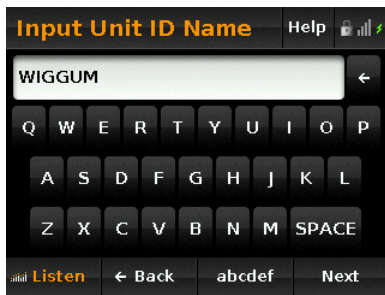 Input Unit ID Name Help
WIGGUM ←
Q W E R T Y U I O P
A S D F G H J K L
Z X C V B N M SPACE
Listen ← Back abcdef Next